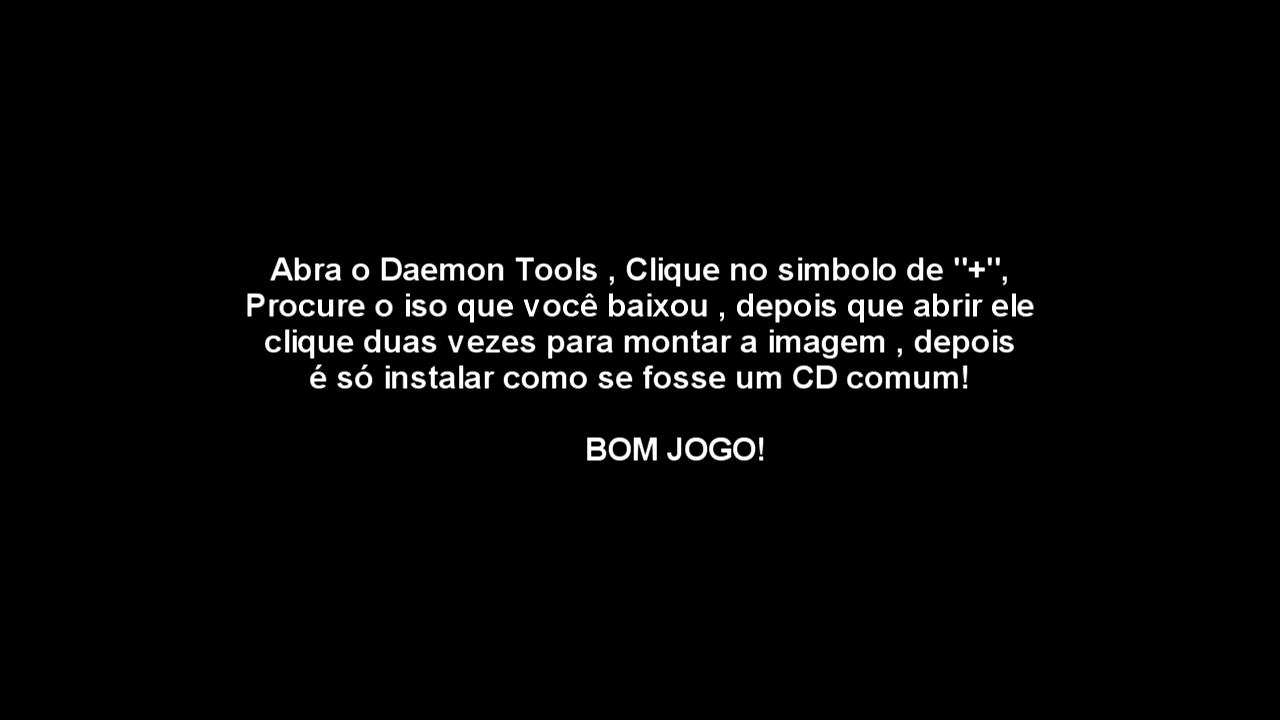 Abra o Daemon Tools , Clique no simbolo de "+",
Procure o iso que você baixou , depois que abrir ele
clique duas vezes para montar a imagem , depois
é só instalar como se fosse um CD comum!
BOM JOGO!